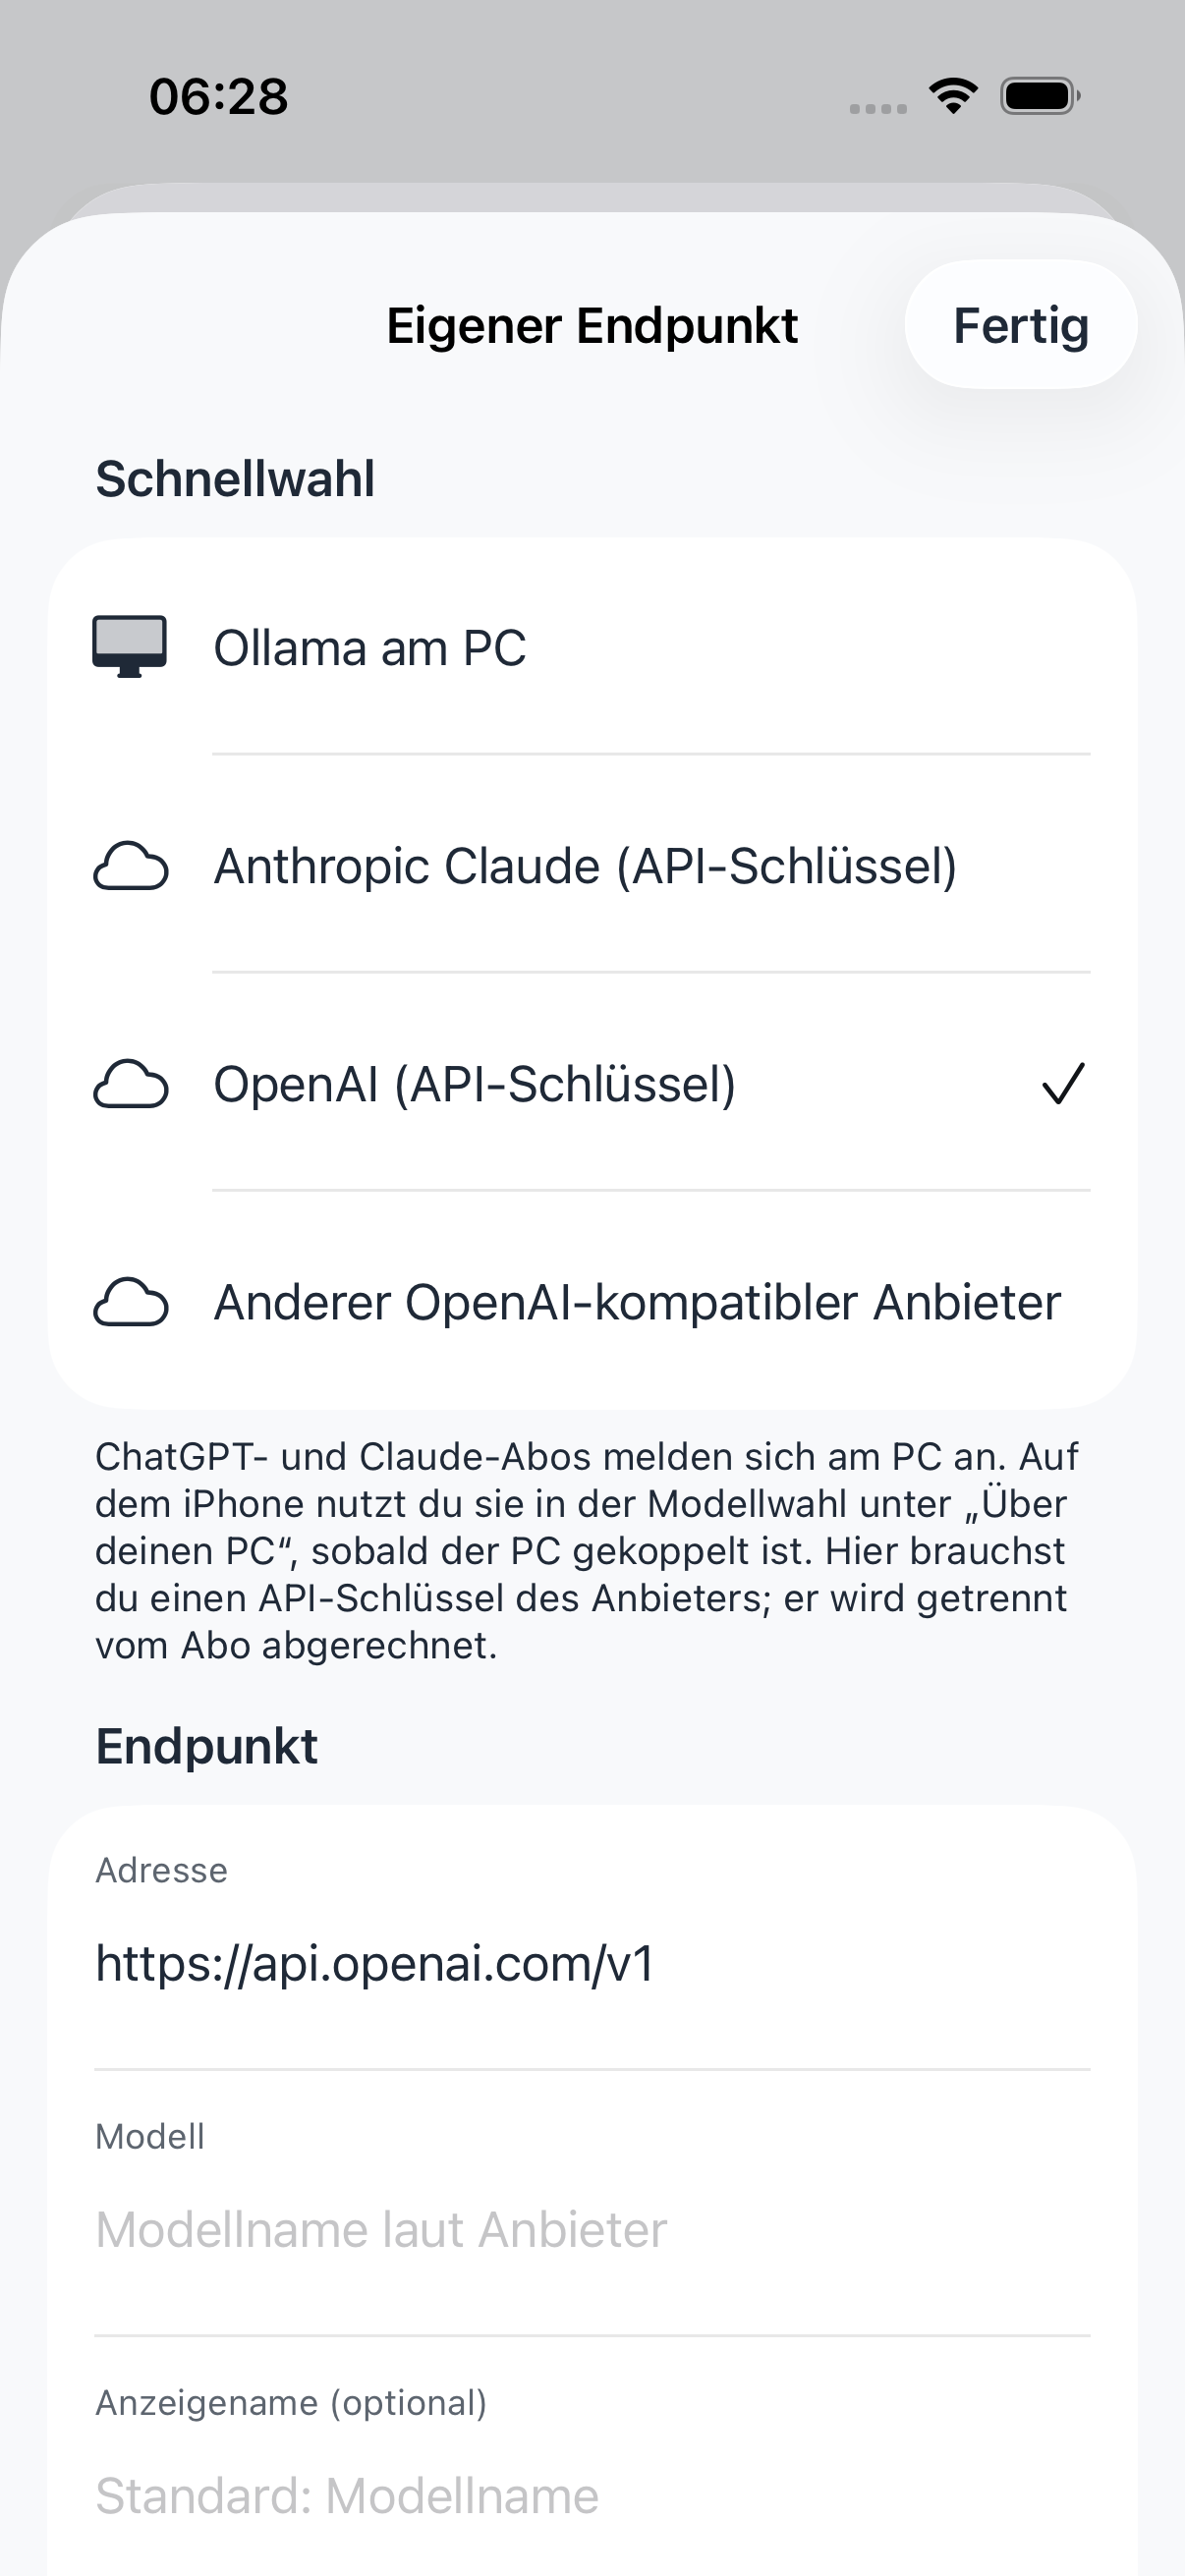 06:28
Eigener Endpunkt
Fertig
Schnellwahl
Ollama am PC
Anthropic Claude (API-Schlüssel)
OpenAI (API-Schlüssel)
Anderer OpenAI-kompatibler Anbieter
ChatGPT- und Claude-Abos melden sich am PC an. Auf
dem iPhone nutzt du sie in der Modellwahl unter „Über
deinen PC“, sobald der PC gekoppelt ist. Hier brauchst
du einen API-Schlüssel des Anbieters; er wird getrennt
vom Abo abgerechnet.
Endpunkt
Adresse
https://api.openai.com/v1
Modell
Modellname laut Anbieter
Anzeigename (optional)
Standard: Modellname